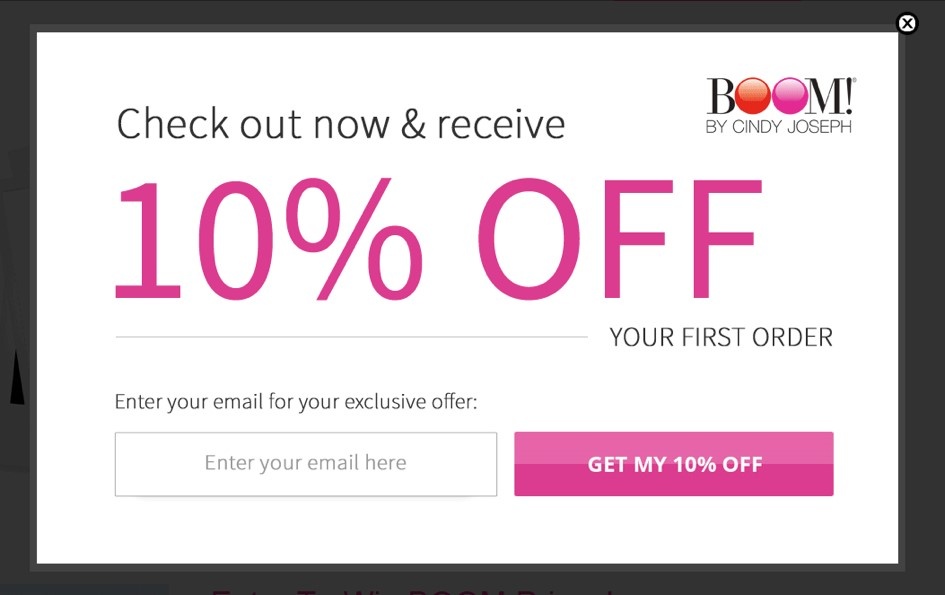 BOOM!®
BY CINDY JOSEPH
Check out now & receive
10% OFF
YOUR FIRST ORDER
Enter your email for your exclusive offer:
Enter your email here
GET MY 10% OFF